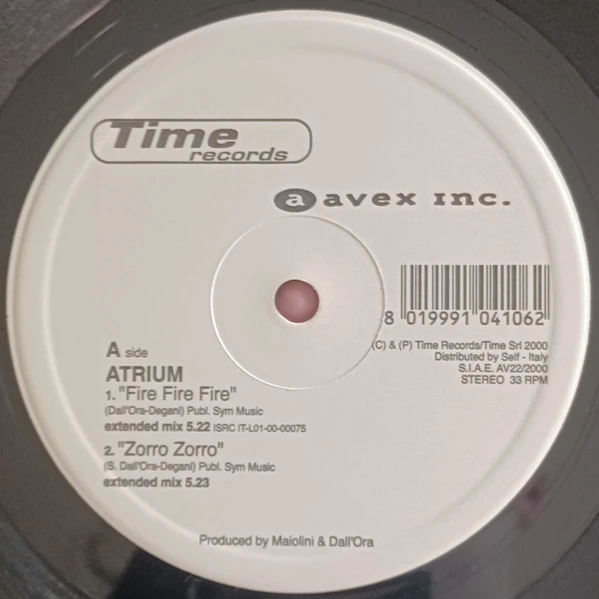 Time
records
a avex inc.
8 019991 041062
(C) & (P) Time Records/Time Srl 2000
Distributed by Self - Italy
S.I.A.E. AV22/2000
STEREO 33 RPM
A side
ATRIUM
1. "Fire Fire Fire"
(Dall'Ora-Degani) Publ. Sym Music
extended mix 5.22 ISRC IT-L01-00-00075
2. "Zorro Zorro"
(S. Dall'Ora-Degani) Publ. Sym Music
extended mix 5.23
Produced by Maiolini & Dall'Ora